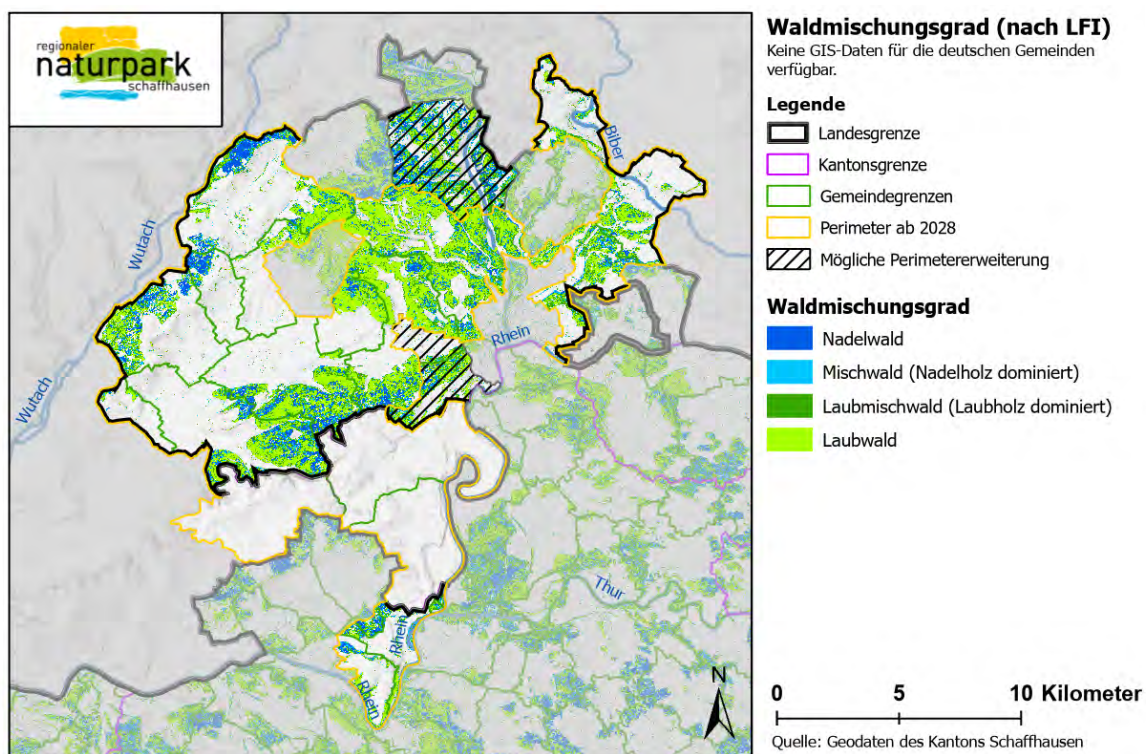 regionaler
naturpark
schaffhausen
Biber
Wutach
Rhein
Wutach
Thur
Rhein
Rhein
N
Waldmischungsgrad (nach LFI)
Keine GIS-Daten für die deutschen Gemeinden
verfügbar.
Legende
Landesgrenze
Kantonsgrenze
Gemeindegrenzen
Perimeter ab 2028
Mögliche Perimetererweiterung
Waldmischungsgrad
Nadelwald
Mischwald (Nadelholz dominiert)
Laubmischwald (Laubholz dominiert)
Laubwald
0 5 10 Kilometer
Quelle: Geodaten des Kantons Schaffhausen